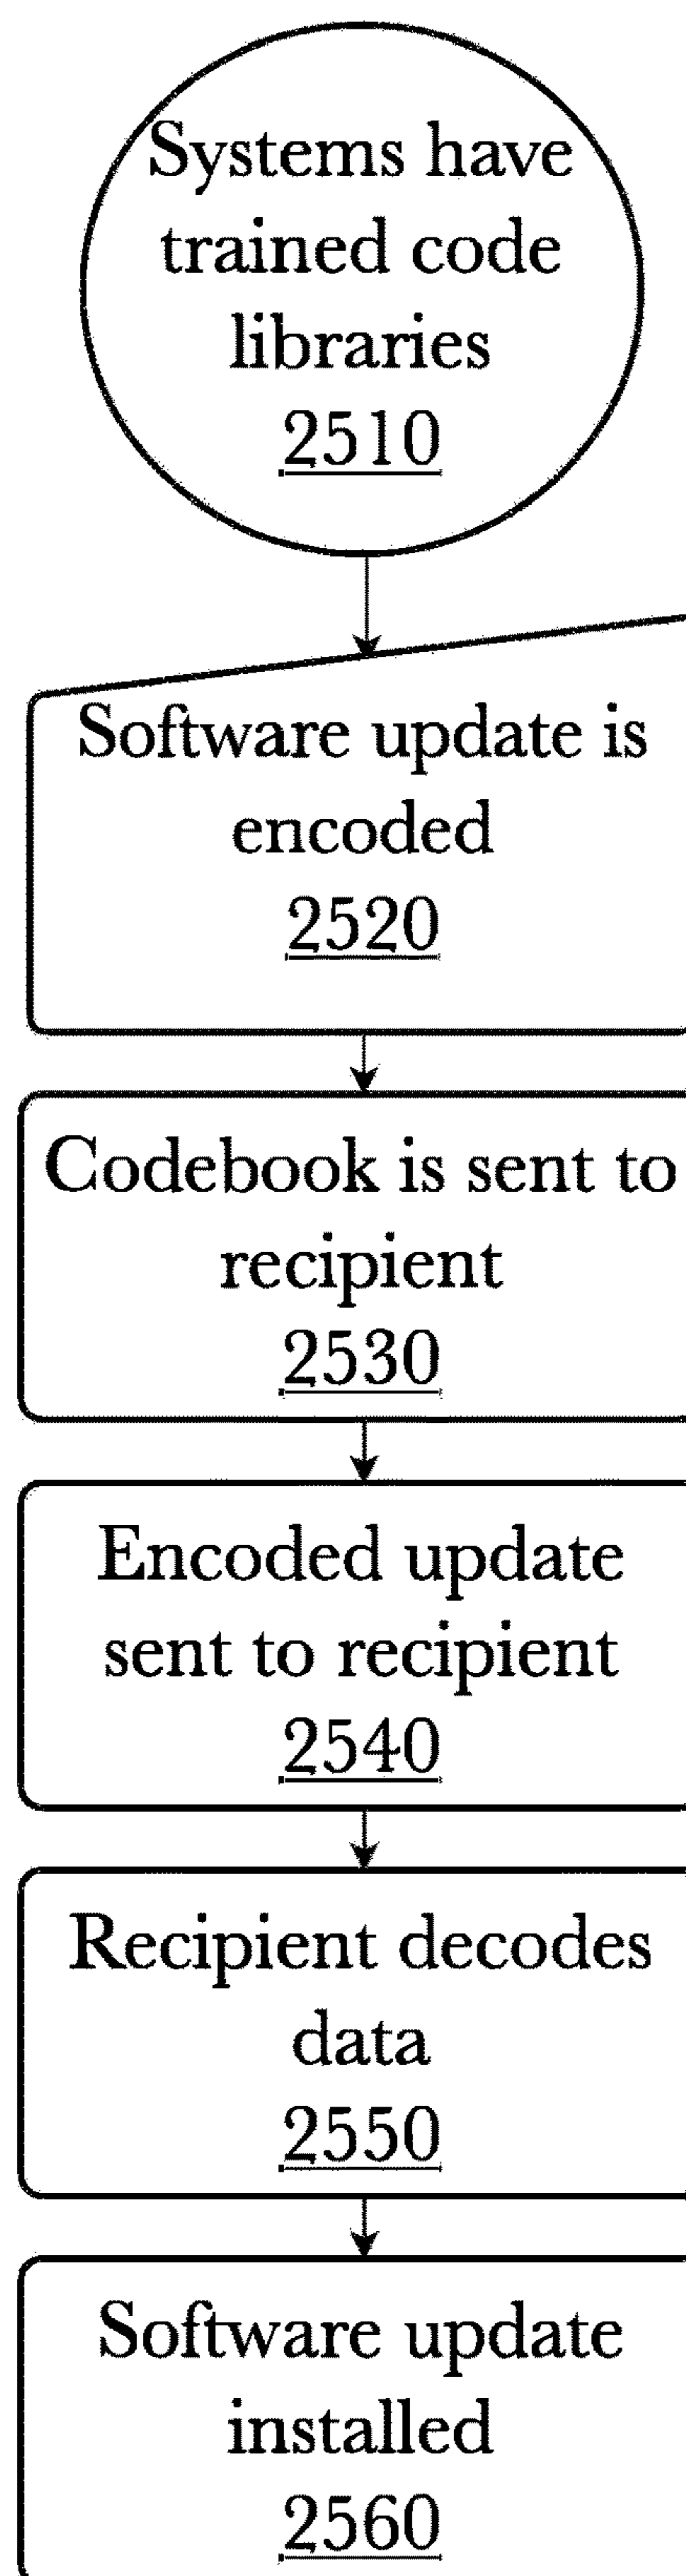 Systems have
trained code
libraries
2510
Software update is
encoded
2520
Codebook is sent to
recipient
2530
Encoded update
sent to recipient
2540
Recipient decodes
data
2550
Software update
installed
2560